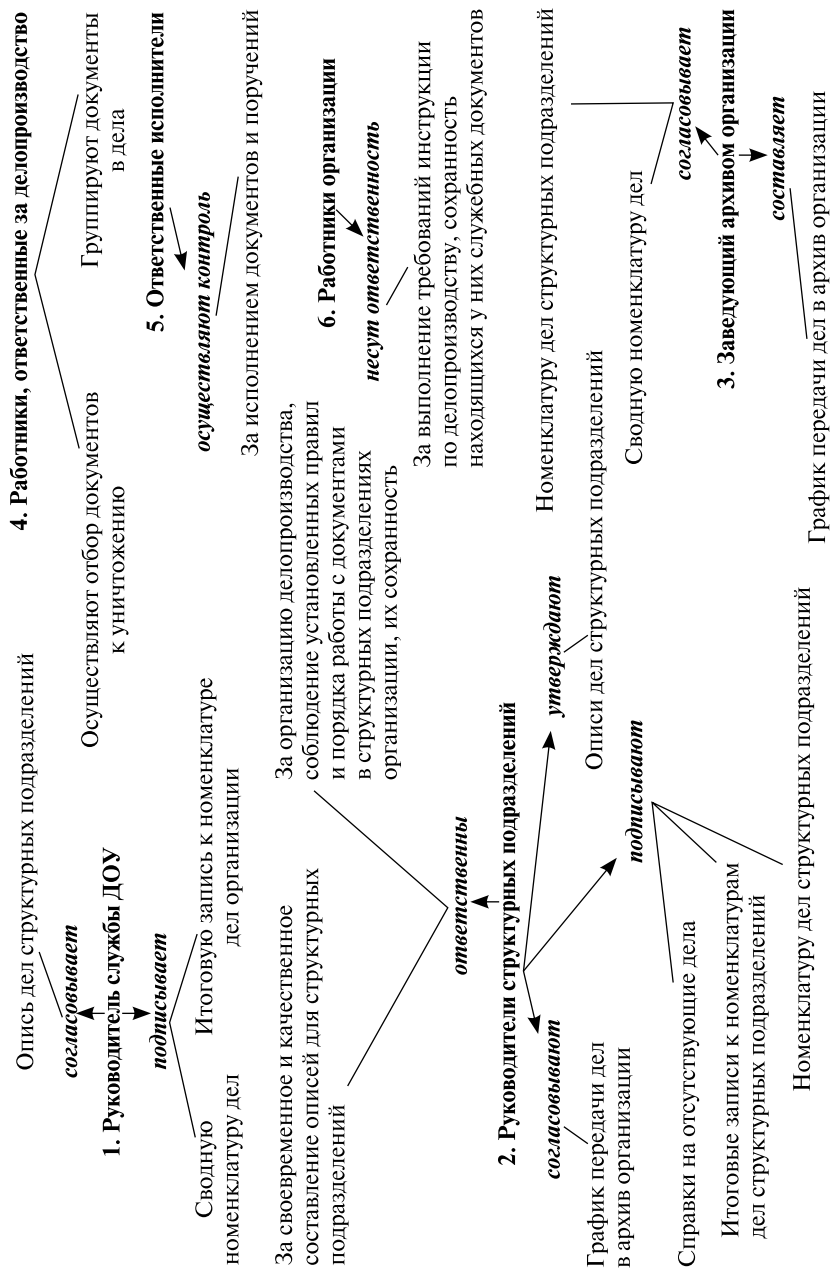 Опись дел структурных подразделений
согласовывает
1. Руководитель службы ДОУ
подписывает
Сводную
номенклатуру дел
Итоговую запись к номенклатуре
дел организации
4. Работники, ответственные за делопроизводство
Осуществляют отбор документов
к уничтожению
Группируют документы
в дела
5. Ответственные исполнители
осуществляют контроль
За исполнением документов и поручений
За своевременное и качественное
составление описей для структурных
подразделений
За организацию делопроизводства,
соблюдение установленных правил
и порядка работы с документами
в структурных подразделениях
организации, их сохранность
ответственны
2. Руководители структурных подразделений
согласовывают
График передачи дел
в архив организации
утверждают
Описи дел структурных подразделений
подписывают
Справки на отсутствующие дела
Итоговые записи к номенклатурам
дел структурных подразделений
Номенклатуру дел структурных подразделений
6. Работники организации
несут ответственность
За выполнение требований инструкции
по делопроизводству, сохранность
находящихся у них служебных документов
Номенклатуру дел структурных подразделений
Сводную номенклатуру дел
согласовывает
3. Заведующий архивом организации
составляет
График передачи дел в архив организации